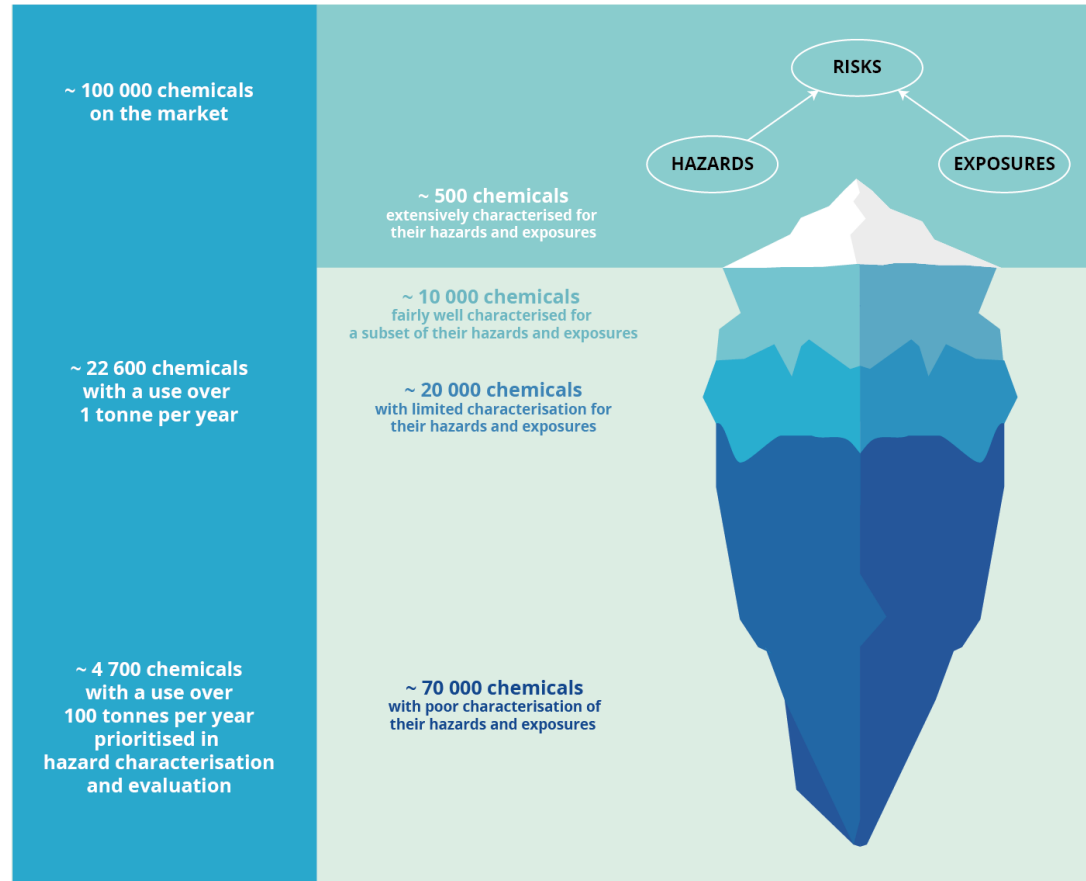 ~ 100 000 chemicals
on the market
~ 22 600 chemicals
with a use over
1 tonne per year
~ 4 700 chemicals
with a use over
100 tonnes per year
prioritised in
hazard characterisation
and evaluation
RISKS
HAZARDS
EXPOSURES
~ 500 chemicals
extensively characterised for
their hazards and exposures
~ 10 000 chemicals
fairly well characterised for
a subset of their hazards and exposures
~ 20 000 chemicals
with limited characterisation for
their hazards and exposures
~ 70 000 chemicals
with poor characterisation of
their hazards and exposures